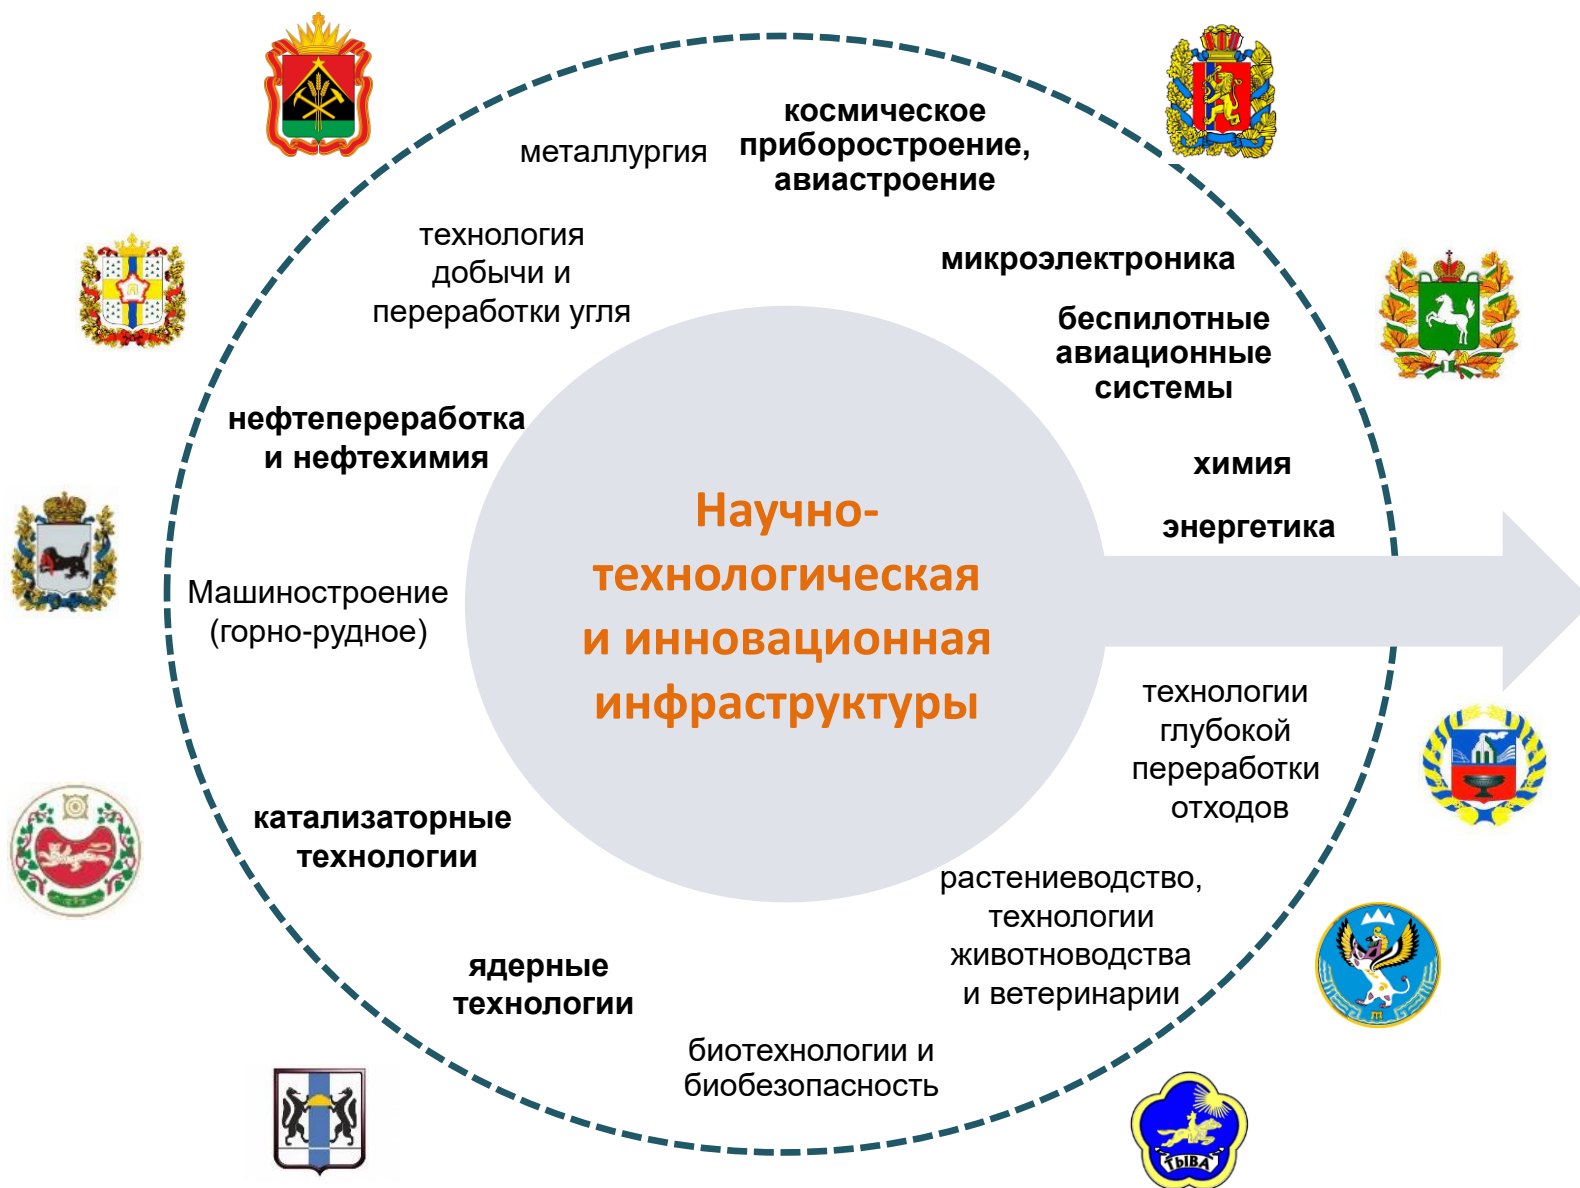 космическое
приборостроение,
авиастроение
металлургия
технология
добычи и
переработки угля
микроэлектроника
беспилотные
авиационные
системы
нефтепереработка
и нефтехимия
химия
энергетика
Научно-
технологическая
и инновационная
инфраструктуры
Машиностроение
(горно-рудное)
технологии
глубокой
переработки
отходов
катализаторные
технологии
растениеводство,
технологии
животноводства
и ветеринарии
ядерные
технологии
биотехнологии и
биобезопасность
ТЫВА